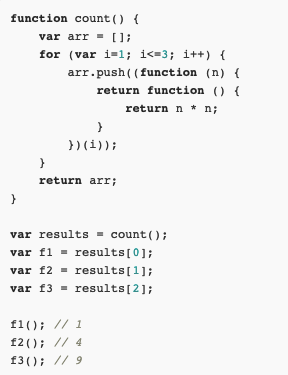 function count() {
    var arr = [];
    for (var i=1; i<=3; i++) {
        arr.push((function (n) {
            return function () {
                return n * n;
            }
        })(i));
    }
    return arr;
}

var results = count();
var f1 = results[0];
var f2 = results[1];
var f3 = results[2];

f1(); // 1
f2(); // 4
f3(); // 9